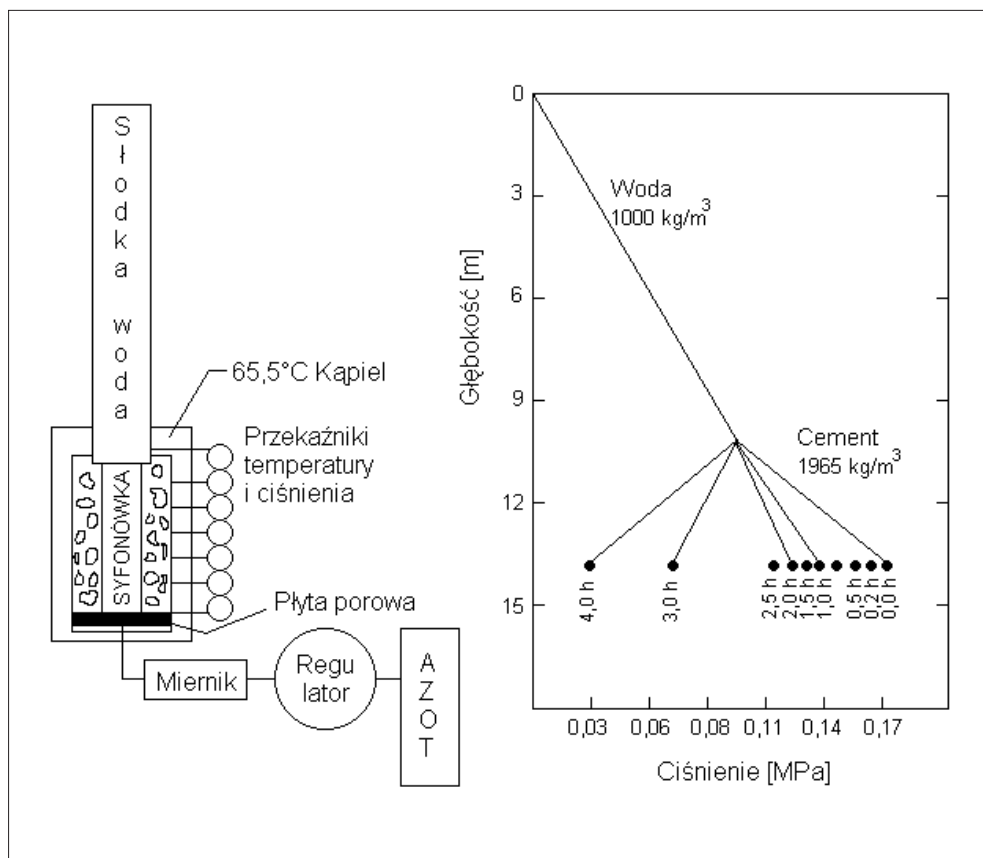 Słodka woda
65,5°C Kąpiel
Przekaźniki
temperatury
i ciśnienia
SYFONÓWKA
Płyta porowa
Miernik
Regu
lator
AZOT
0
3
6
9
12
15
Głębokość [m]
Woda
1000 kg/m³
Cement
1965 kg/m³
4,0 h
3,0 h
2,5 h
2,0 h
1,5 h
1,0 h
0,5 h
0,2 h
0,0 h
0,03 0,06 0,08 0,11 0,14 0,17
Ciśnienie [MPa]